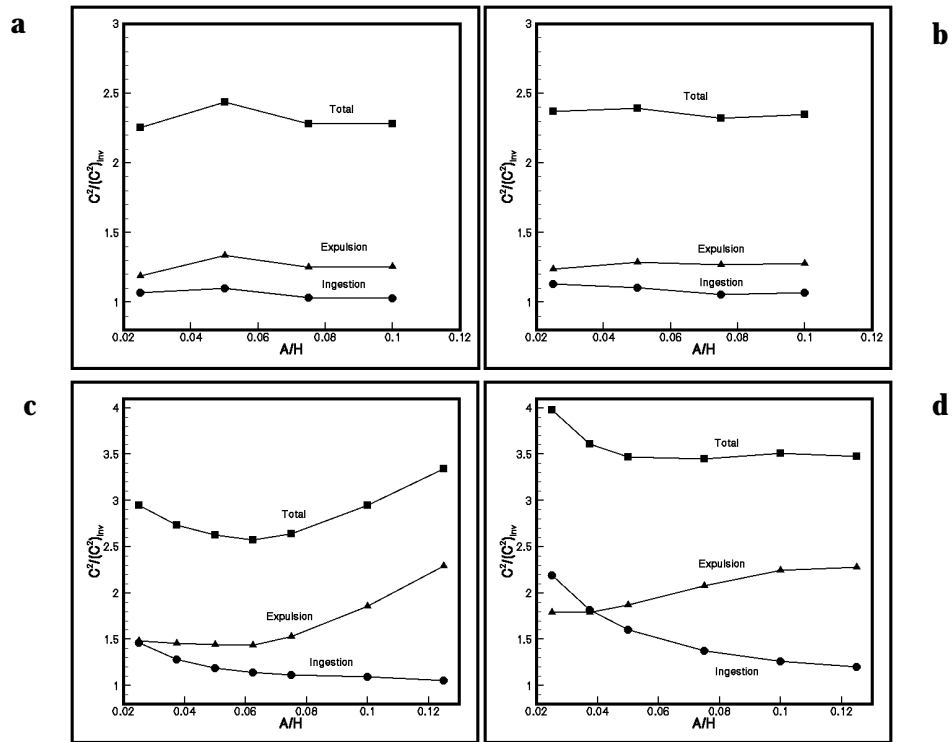 a
3
2.5
2
1.5
1
C²/(C²)Inv
Total
Expulsion
Ingestion
0.02 0.04 0.06 0.08 0.1 0.12
A/H
b
3
2.5
2
1.5
1
C²/(C²)Inv
Total
Expulsion
Ingestion
0.02 0.04 0.06 0.08 0.1 0.12
A/H
c
4
3.5
3
2.5
2
1.5
1
C²/(C²)Inv
Total
Expulsion
Ingestion
0.02 0.04 0.06 0.08 0.1 0.12
A/H
d
4
3.5
3
2.5
2
1.5
1
C²/(C²)Inv
Total
Expulsion
Ingestion
0.02 0.04 0.06 0.08 0.1 0.12
A/H